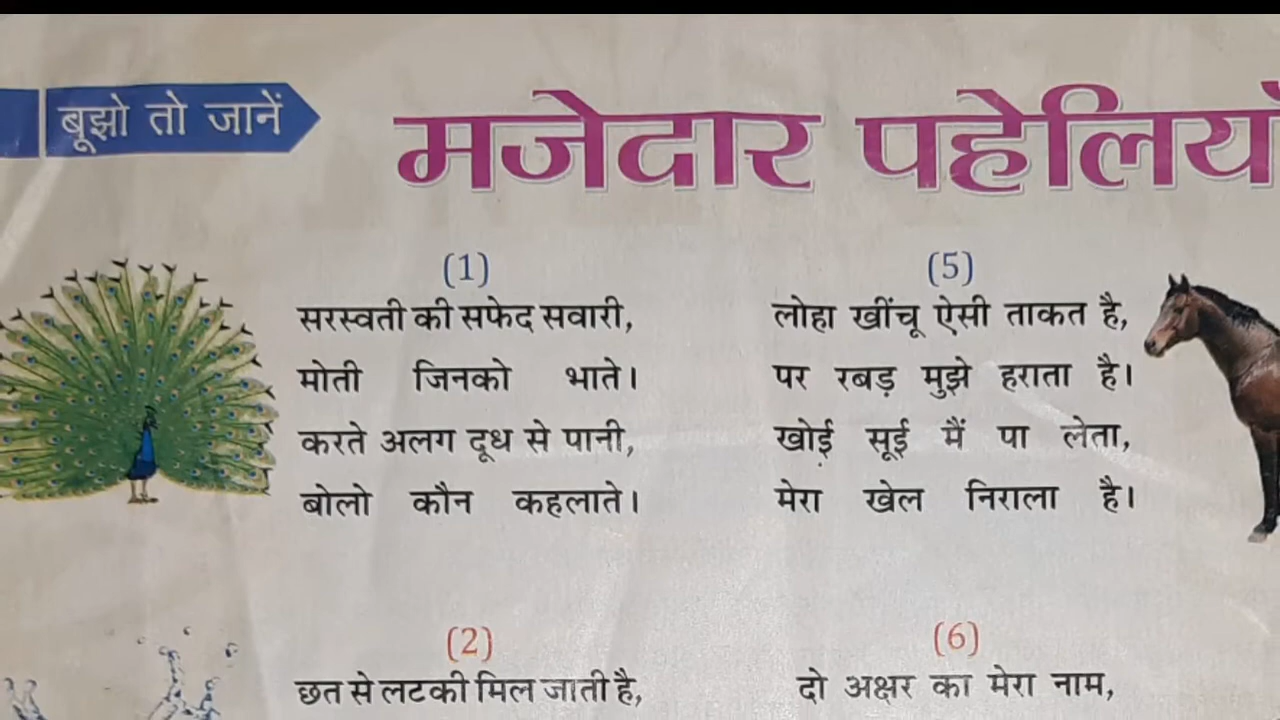 बूझो तो जानें
मजेदार पहेलियाँ
(1)
सरस्वती की सफेद सवारी,
मोती जिनको भाते।
करते अलग दूध से पानी,
बोलो कौन कहलाते।
(2)
छत से लटकी मिल जाती है,
(5)
लोहा खींचू ऐसी ताकत है,
पर रबड़ मुझे हराता है।
खोई सूई मैं पा लेता,
मेरा खेल निराला है।
(6)
दो अक्षर का मेरा नाम,